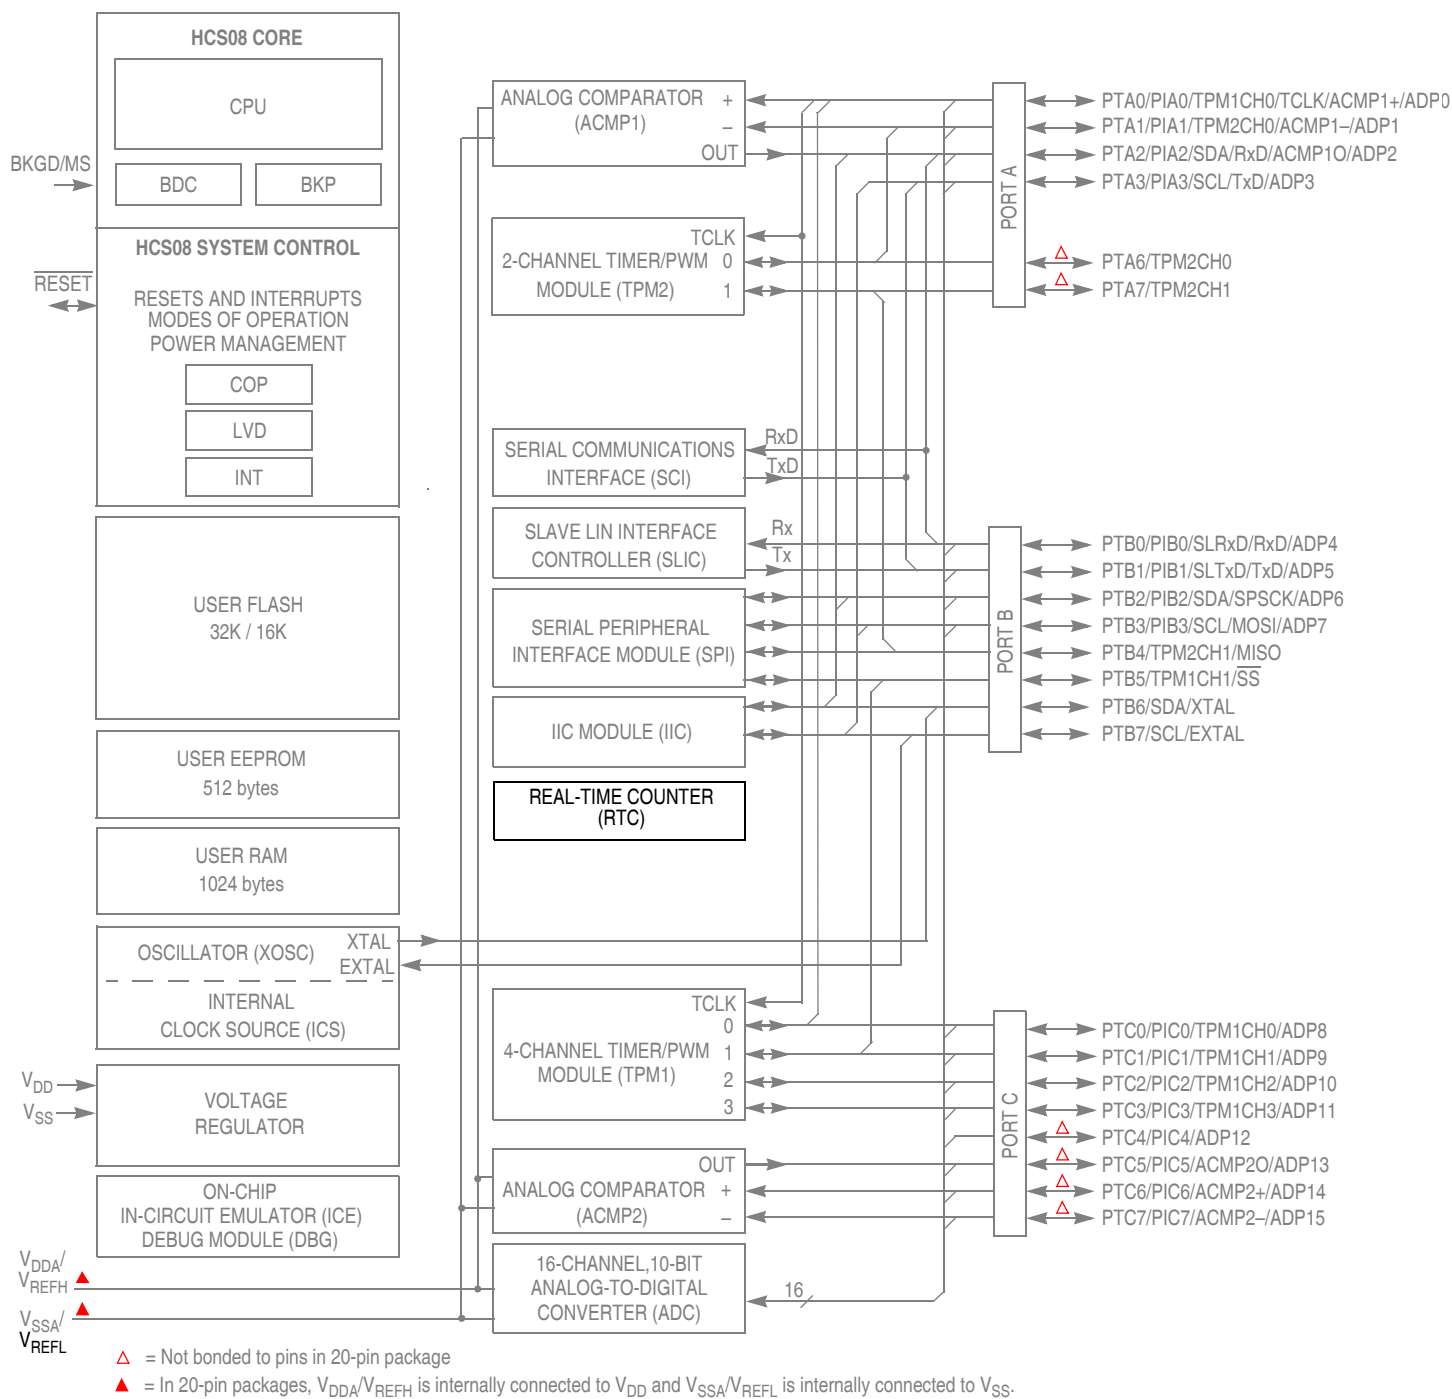 HCS08 CORE
CPU
BDC
BKP
BKGD/MS
HCS08 SYSTEM CONTROL
RESET
RESETS AND INTERRUPTS
MODES OF OPERATION
POWER MANAGEMENT
COP
LVD
INT
USER FLASH
32K / 16K
USER EEPROM
512 bytes
USER RAM
1024 bytes
OSCILLATOR (XOSC)
XTAL
EXTAL
INTERNAL
CLOCK SOURCE (ICS)
VDD
VSS
VOLTAGE
REGULATOR
ON-CHIP
IN-CIRCUIT EMULATOR (ICE)
DEBUG MODULE (DBG)
VDDA/
VREFH
VSSA/
VREFL
ANALOG COMPARATOR
(ACMP1)
+
–
OUT
TCLK
2-CHANNEL TIMER/PWM
MODULE (TPM2)
0
1
SERIAL COMMUNICATIONS
INTERFACE (SCI)
RxD
TxD
SLAVE LIN INTERFACE
CONTROLLER (SLIC)
Rx
Tx
SERIAL PERIPHERAL
INTERFACE MODULE (SPI)
IIC MODULE (IIC)
REAL-TIME COUNTER
(RTC)
TCLK
0
4-CHANNEL TIMER/PWM
MODULE (TPM1)
1
2
3
OUT
ANALOG COMPARATOR
(ACMP2)
+
–
16-CHANNEL,10-BIT
ANALOG-TO-DIGITAL
CONVERTER (ADC)
16
PORT A
PTA0/PIA0/TPM1CH0/TCLK/ACMP1+/ADP0
PTA1/PIA1/TPM2CH0/ACMP1–/ADP1
PTA2/PIA2/SDA/RxD/ACMP1O/ADP2
PTA3/PIA3/SCL/TxD/ADP3
PTA6/TPM2CH0
PTA7/TPM2CH1
PORT B
PTB0/PIB0/SLRxD/RxD/ADP4
PTB1/PIB1/SLTxD/TxD/ADP5
PTB2/PIB2/SDA/SPSCK/ADP6
PTB3/PIB3/SCL/MOSI/ADP7
PTB4/TPM2CH1/MISO
PTB5/TPM1CH1/SS
PTB6/SDA/XTAL
PTB7/SCL/EXTAL
PORT C
PTC0/PIC0/TPM1CH0/ADP8
PTC1/PIC1/TPM1CH1/ADP9
PTC2/PIC2/TPM1CH2/ADP10
PTC3/PIC3/TPM1CH3/ADP11
PTC4/PIC4/ADP12
PTC5/PIC5/ACMP2O/ADP13
PTC6/PIC6/ACMP2+/ADP14
PTC7/PIC7/ACMP2–/ADP15
△ = Not bonded to pins in 20-pin package
▲ = In 20-pin packages, VDDA/VREFH is internally connected to VDD and VSSA/VREFL is internally connected to VSS.